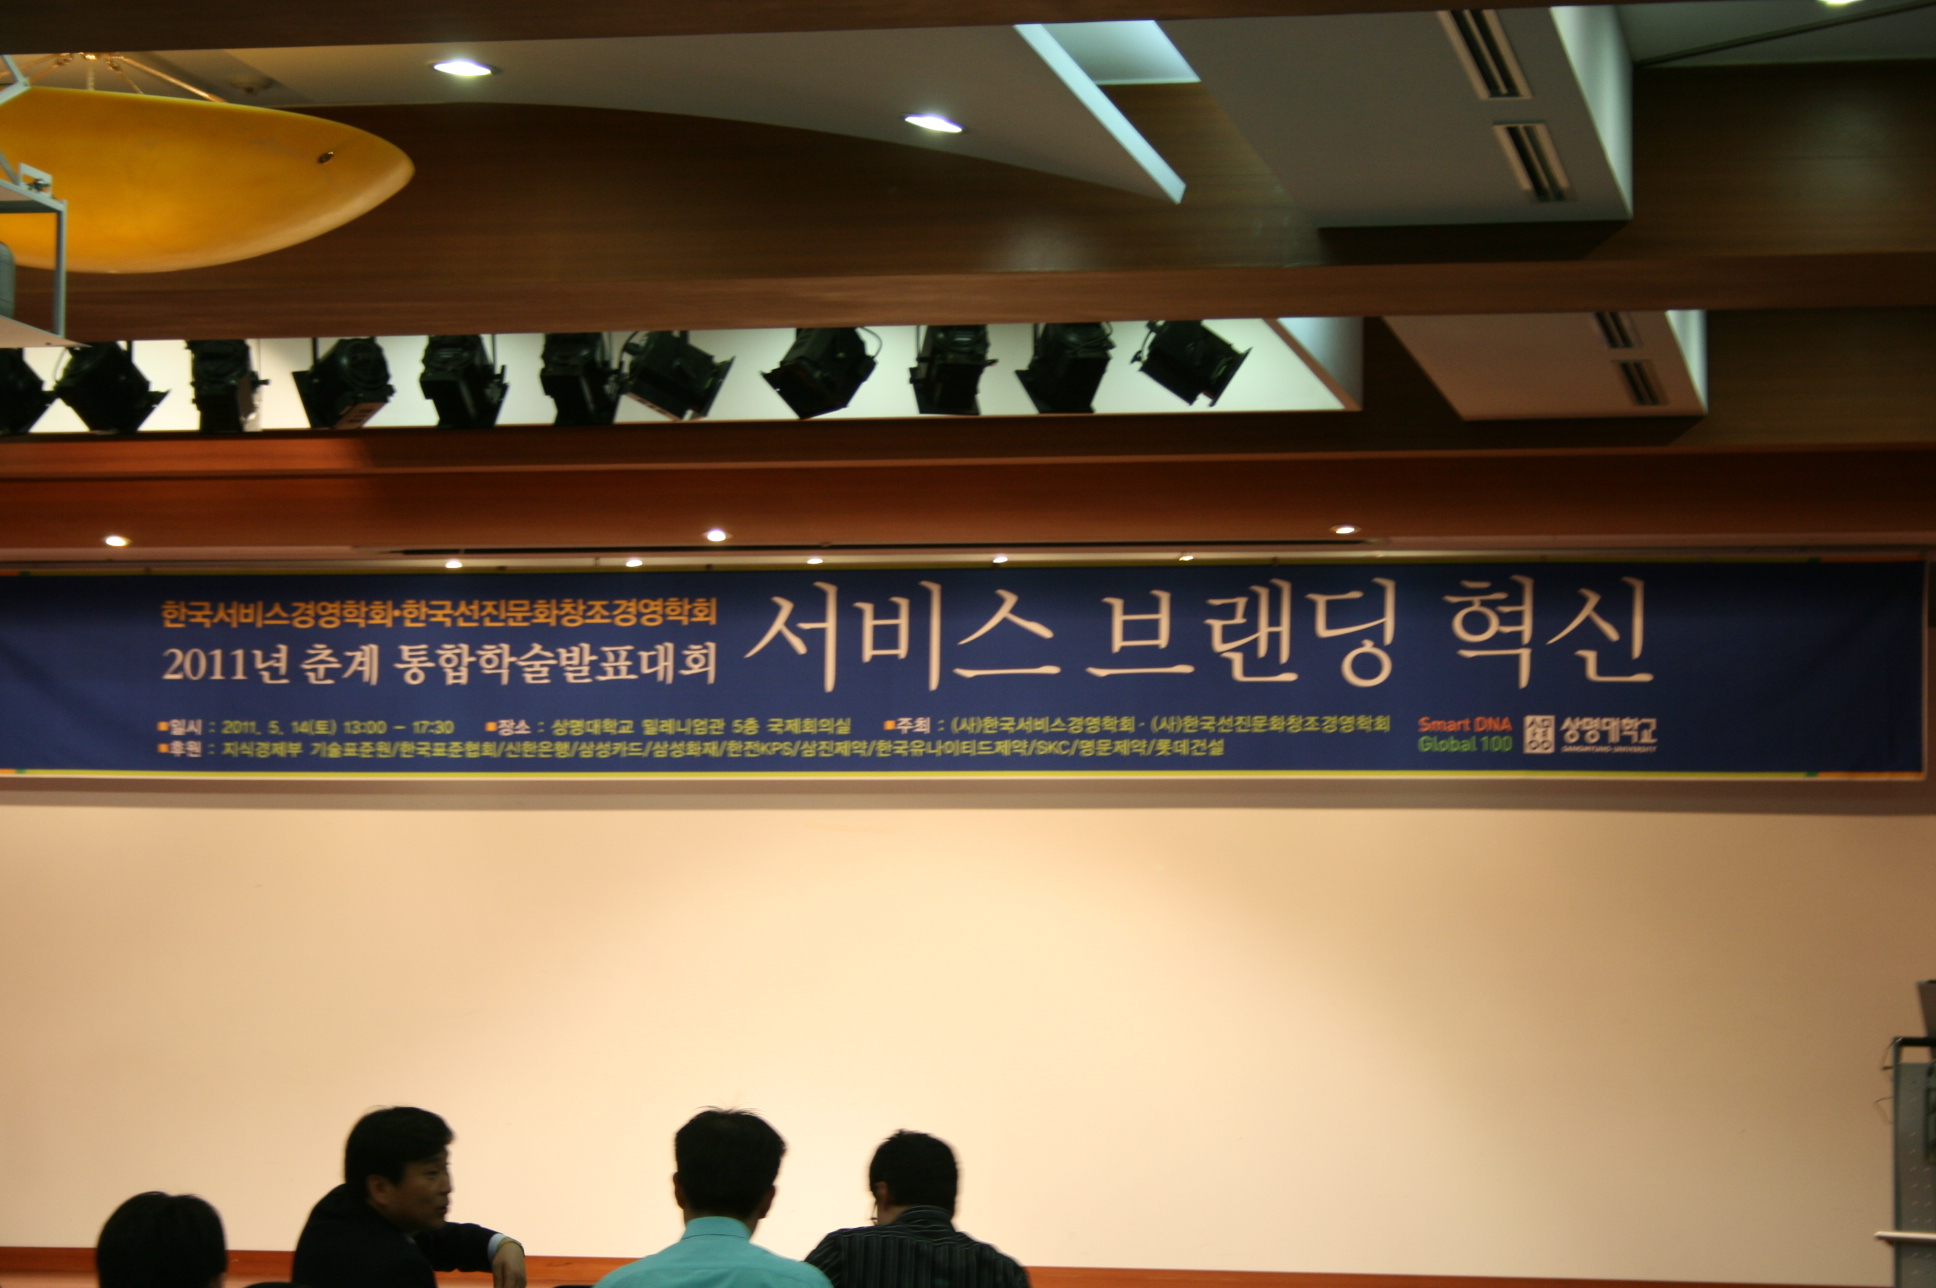 한국서비스경영학회·한국선진문화창조경영학회
2011년 춘계 통합학술발표대회
서비스 브랜딩 혁신
■일시 : 2011. 5. 14(토) 13:00 - 17:30 ■장소 : 상명대학교 밀레니엄관 5층 국제회의실 ■주최 : (사)한국서비스경영학회 · (사)한국선진문화창조경영학회
■후원 : 지식경제부 기술표준원/한국표준협회/신한은행/삼성카드/삼성화재/한전KPS/삼진제약/한국유나이티드제약/SKC/명문제약/롯데건설
Smart DNA
Global 100
상명대학교
SANGMYUNG UNIVERSITY